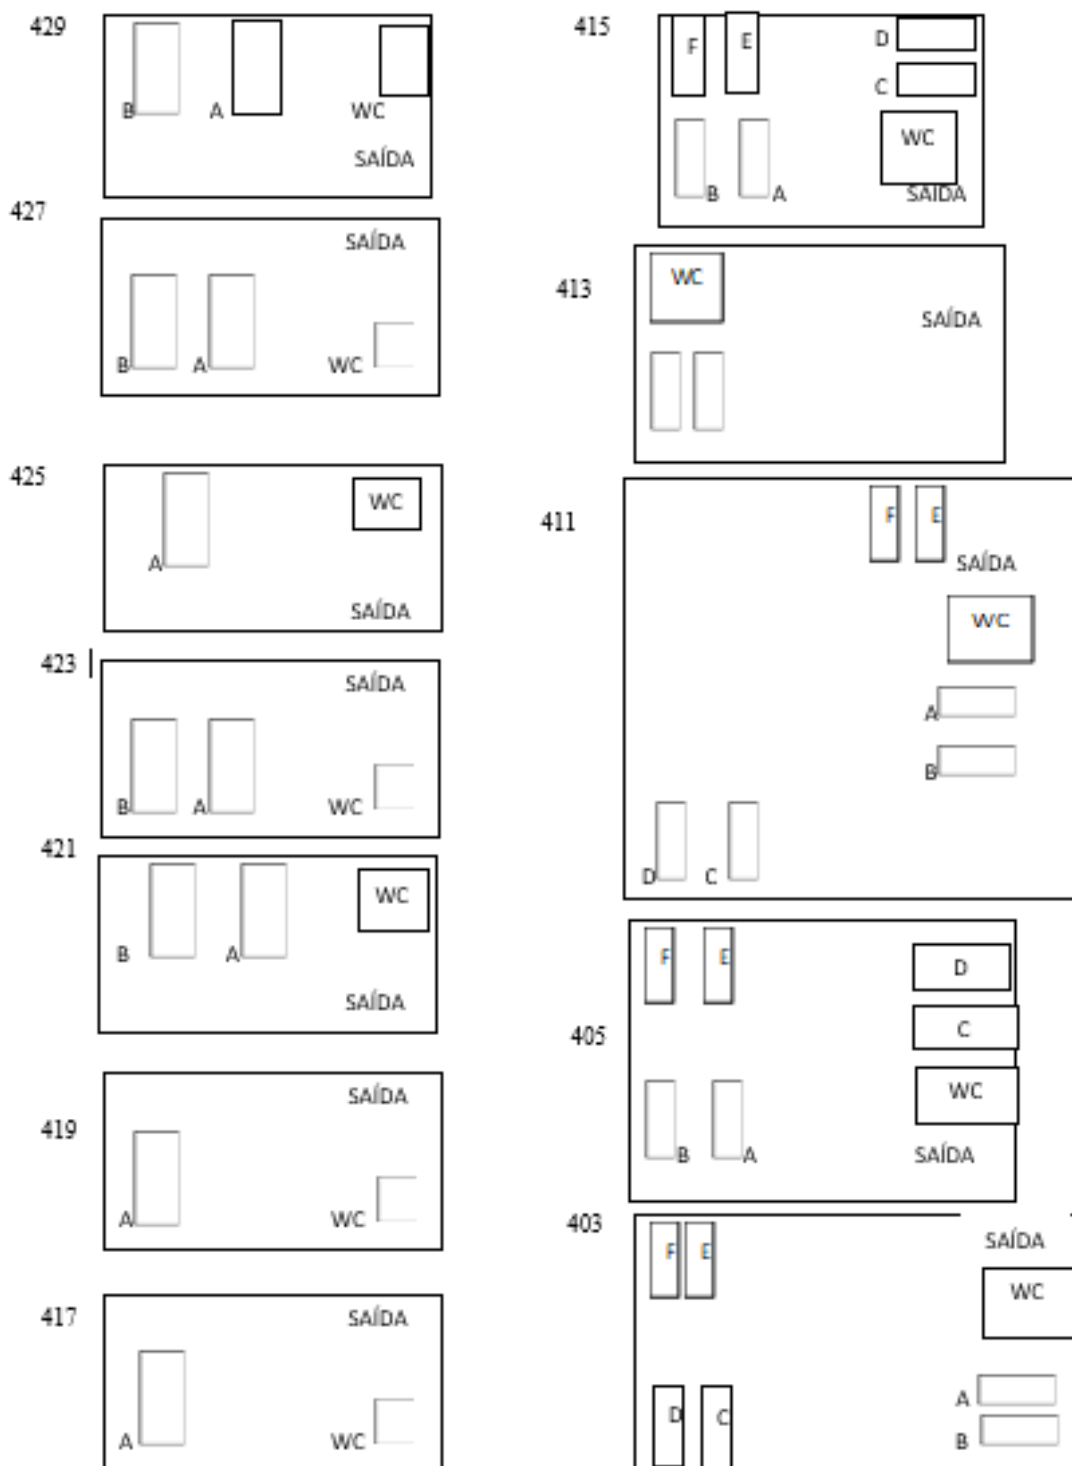 429
B A WC
SAÍDA
427
SAÍDA
B A WC
425
WC
A
SAÍDA
423
SAÍDA
B A WC
421
WC
B A
SAÍDA
419
SAÍDA
A WC
417
SAÍDA
A WC
415
F E D
C
WC
B A SAÍDA
413
WC
SAÍDA
411
F E
SAÍDA
WC
A
B
D C
405
F E D
C
WC
B A SAÍDA
403
SAÍDA
F E
WC
A
D C B